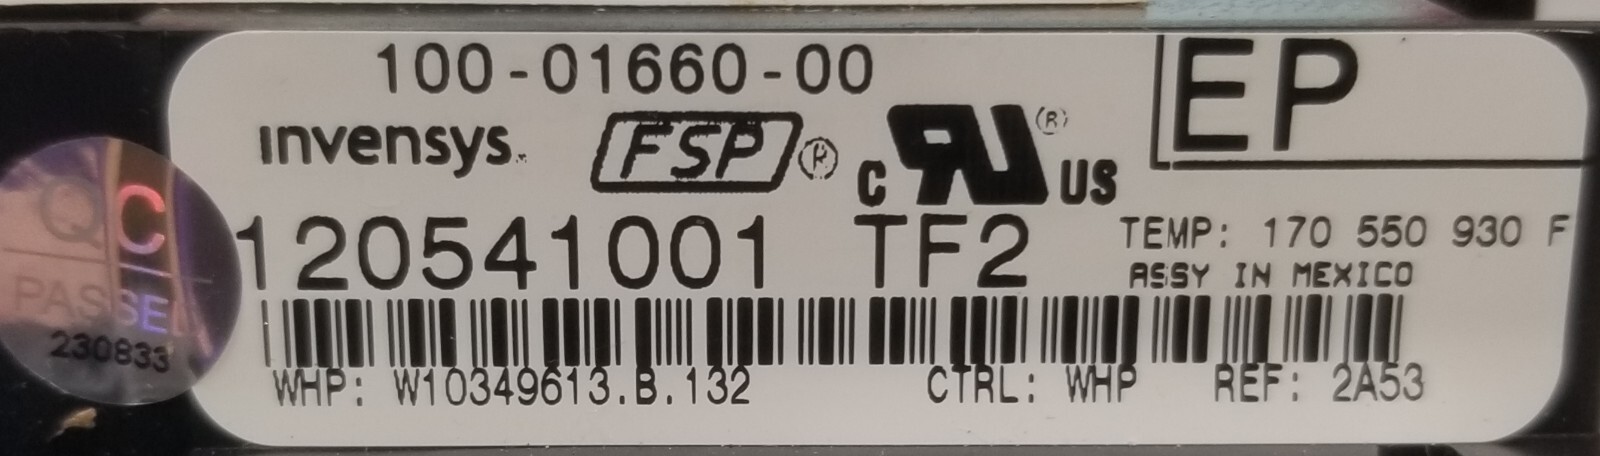 100-01660-00
EP
invensys.
FSP®
c RU US ®
120541001 TF2
TEMP: 170 550 930 F
ASSY IN MEXICO
WHP: W10349613.B.132 CTRL: WHP REF: 2A53
QC
PASSED
230833